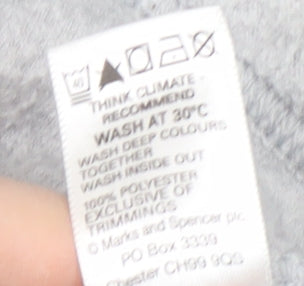 THINK CLIMATE
RECOMMEND
WASH AT 30°C
WASH DEEP COLOURS
TOGETHER
WASH INSIDE OUT
100% POLYESTER
EXCLUSIVE OF
TRIMMINGS
© Marks and Spencer plc
PO Box 3339
Chester CH99 9QS